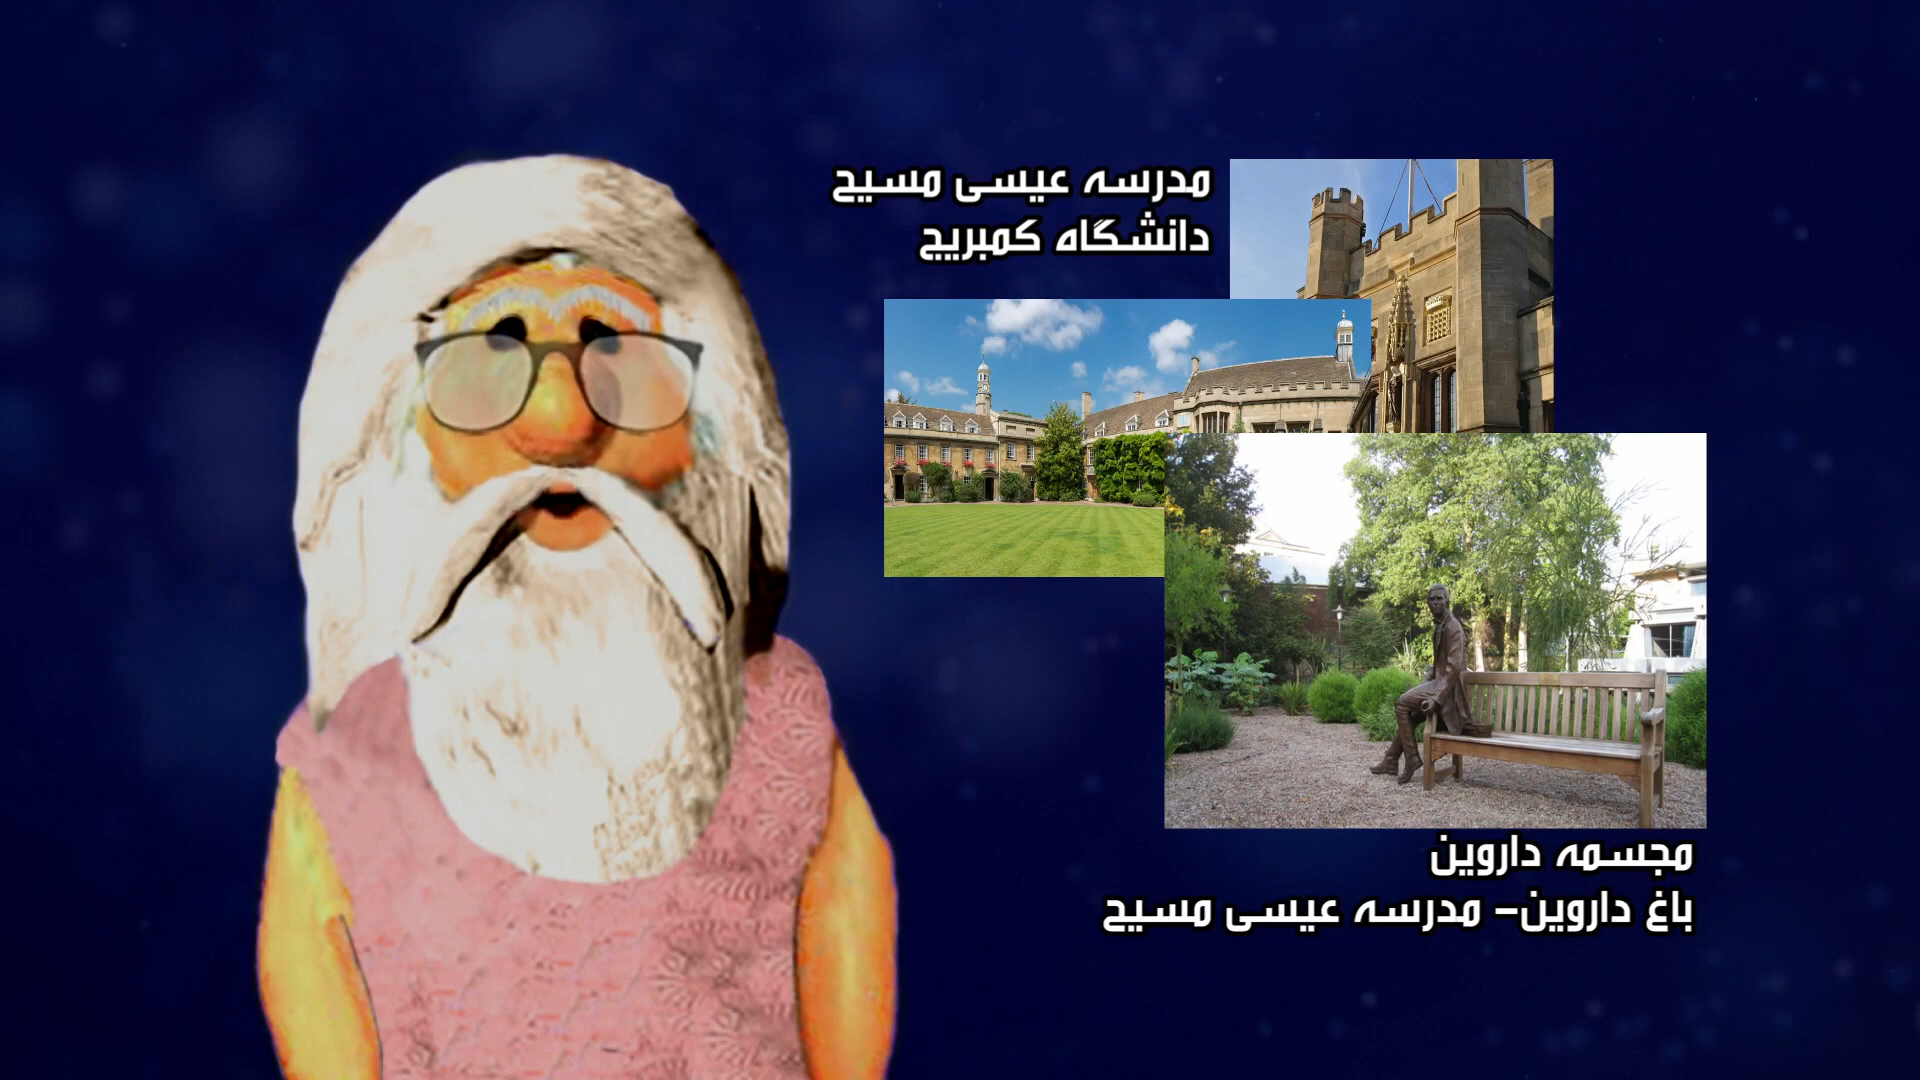 مدرسه عیسی مسیح
دانشگاه کمبریج
مجسمه داروین
باغ داروین– مدرسه عیسی مسیح